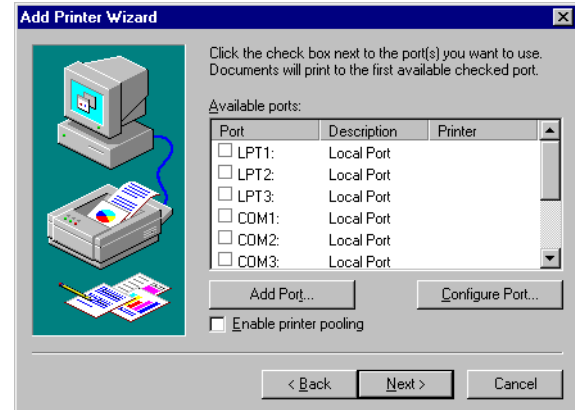 Add Printer Wizard
Click the check box next to the port(s) you want to use.
Documents will print to the first available checked port.
Available ports:
Port Description Printer
LPT1: Local Port
LPT2: Local Port
LPT3: Local Port
COM1: Local Port
COM2: Local Port
COM3: Local Port
Add Port... Configure Port...
Enable printer pooling
< Back Next > Cancel